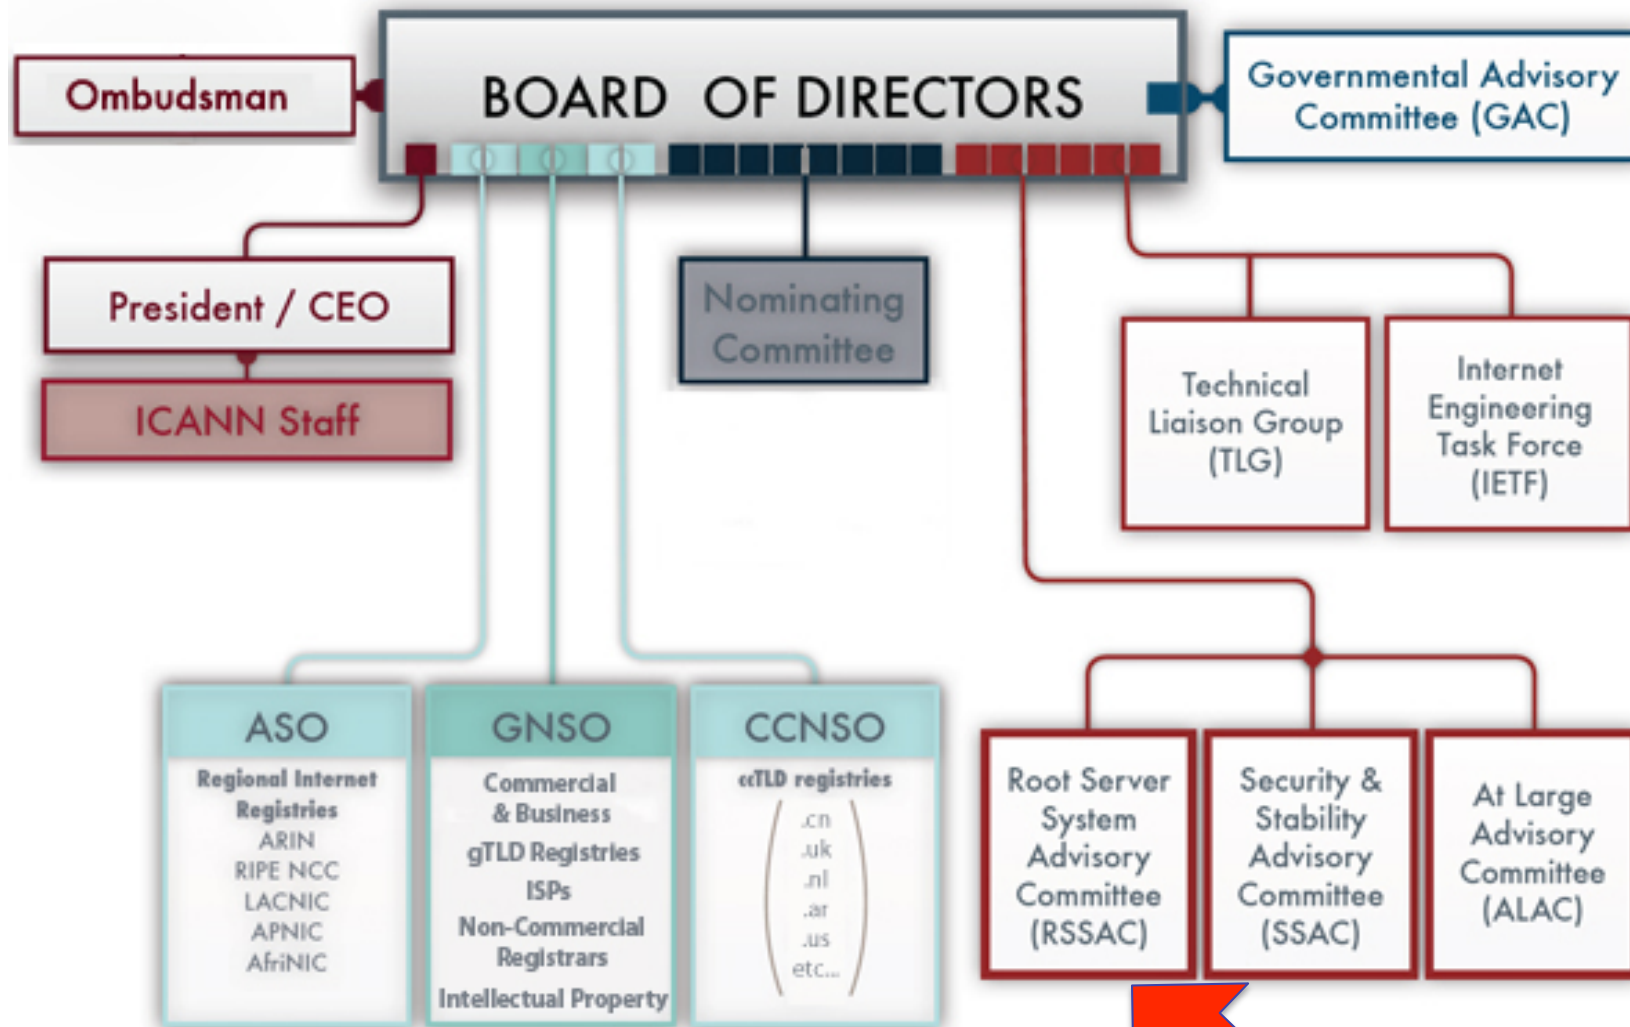 BOARD OF DIRECTORS
Ombudsman
Governmental Advisory
Committee (GAC)
President / CEO
ICANN Staff
Nominating
Committee
Technical
Liaison Group
(TLG)
Internet
Engineering
Task Force
(IETF)
ASO
Regional Internet
Registries
ARIN
RIPE NCC
LACNIC
APNIC
AfriNIC
GNSO
Commercial
& Business
gTLD Registries
ISPs
Non-Commercial
Registrars
Intellectual Property
CCNSO
ccTLD registries
.cn
.uk
.nl
.ar
.us
etc...
Root Server
System
Advisory
Committee
(RSSAC)
Security &
Stability
Advisory
Committee
(SSAC)
At Large
Advisory
Committee
(ALAC)